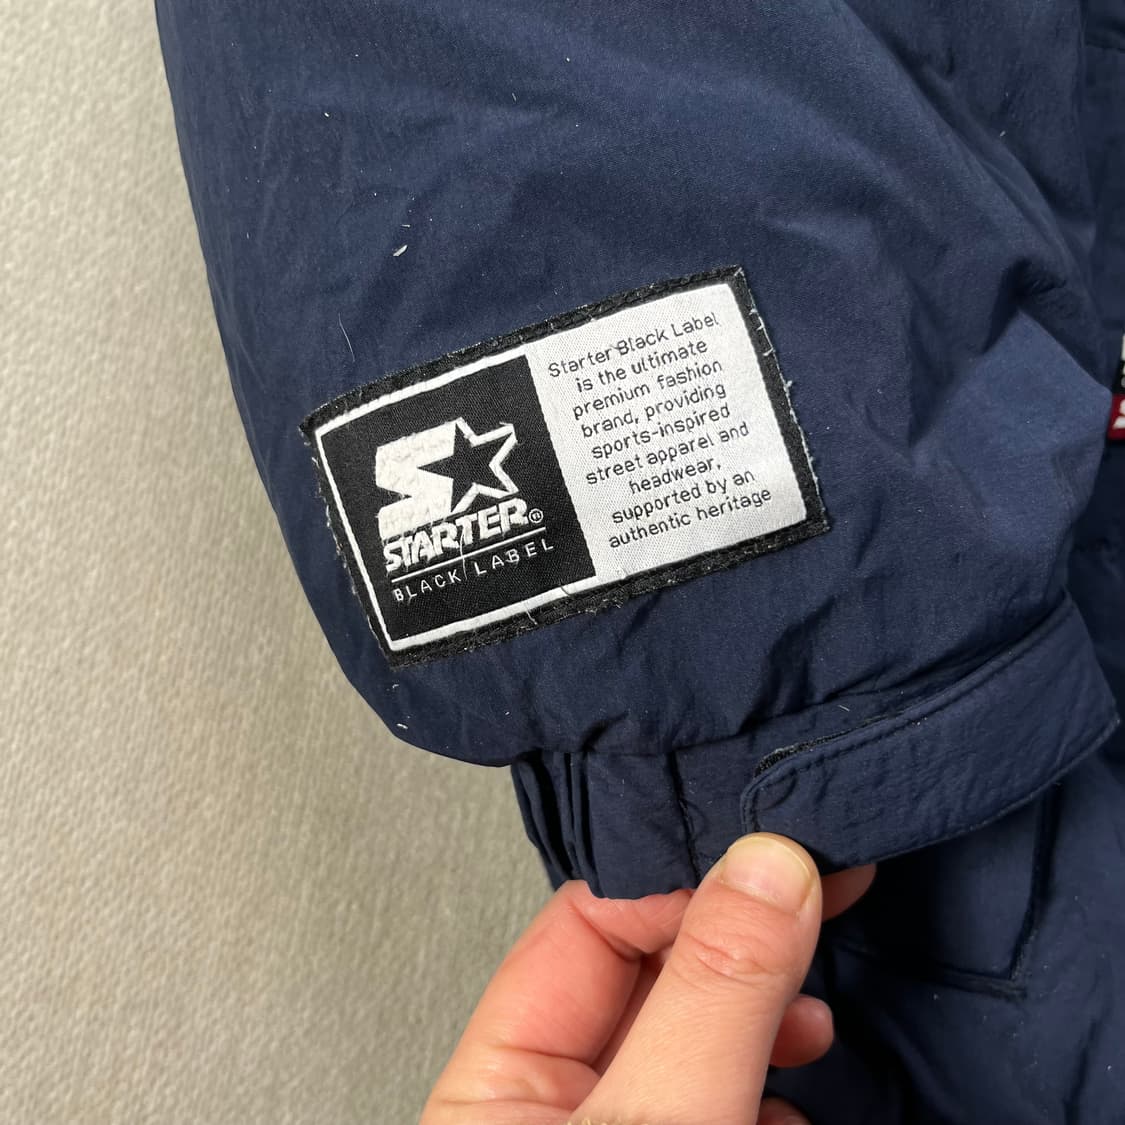 STARTER®
BLACK LABEL
Starter Black Label
is the ultimate
premium fashion
brand, providing
sports-inspired
street apparel and
headwear,
supported by an
authentic heritage